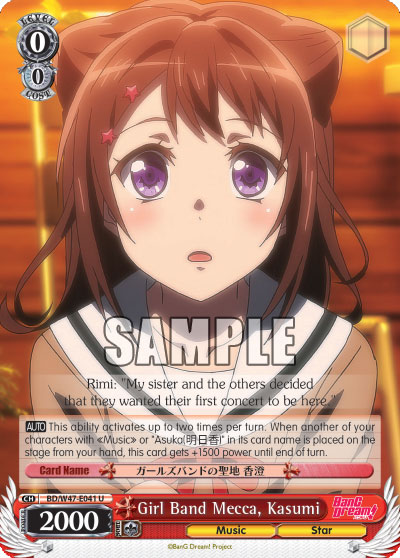 LEVEL
0
0
COST
SAMPLE
Rimi: "My sister and the others decided
that they wanted their first concert to be here."
AUTO This ability activates up to two times per turn. When another of your
characters with «Music» or "Asuka(明日香)" in its card name is placed on the
stage from your hand, this card gets +1500 power until end of turn.
Card Name ガールズバンドの聖地 香澄
CH BD/W47-E041 U
Girl Band Mecca, Kasumi
BanG Dream!
2000
Music Star
©BanG Dream! Project